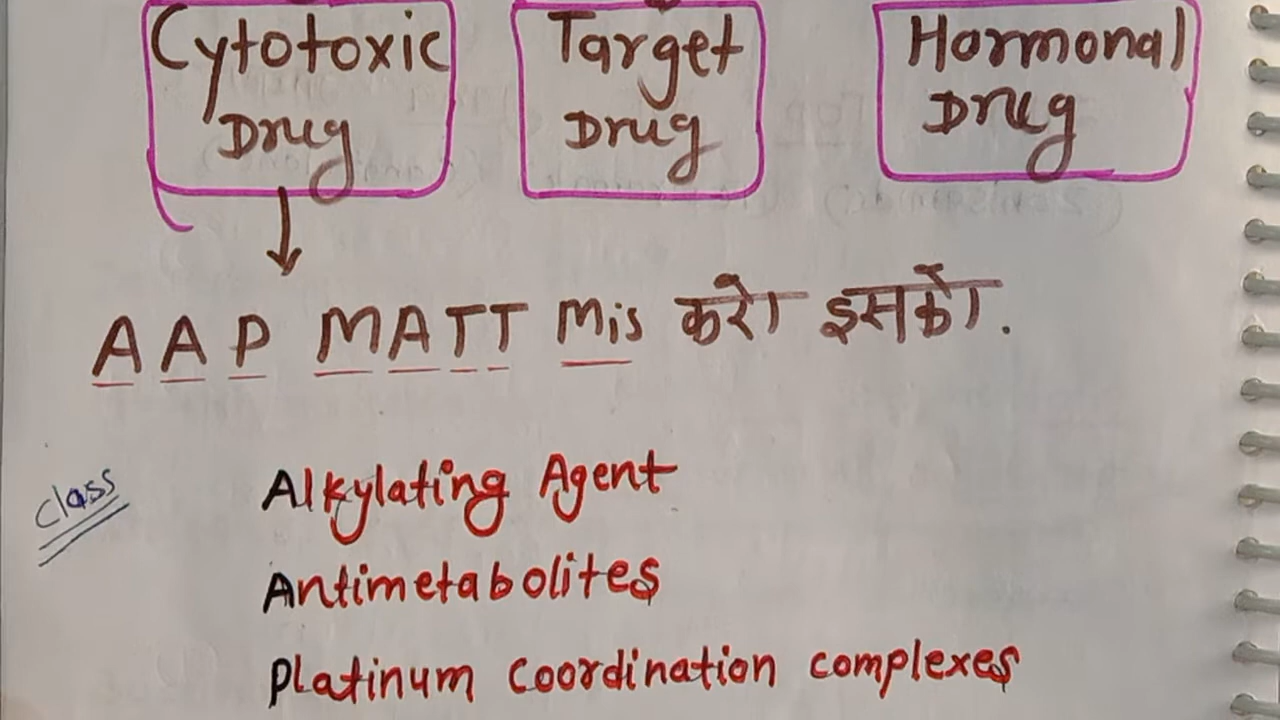 Cytotoxic Drug
Target Drug
Hormonal Drug
AAP MATT Mis करो इसको.
Class
Alkylating Agent
Antimetabolites
Platinum coordination complexes